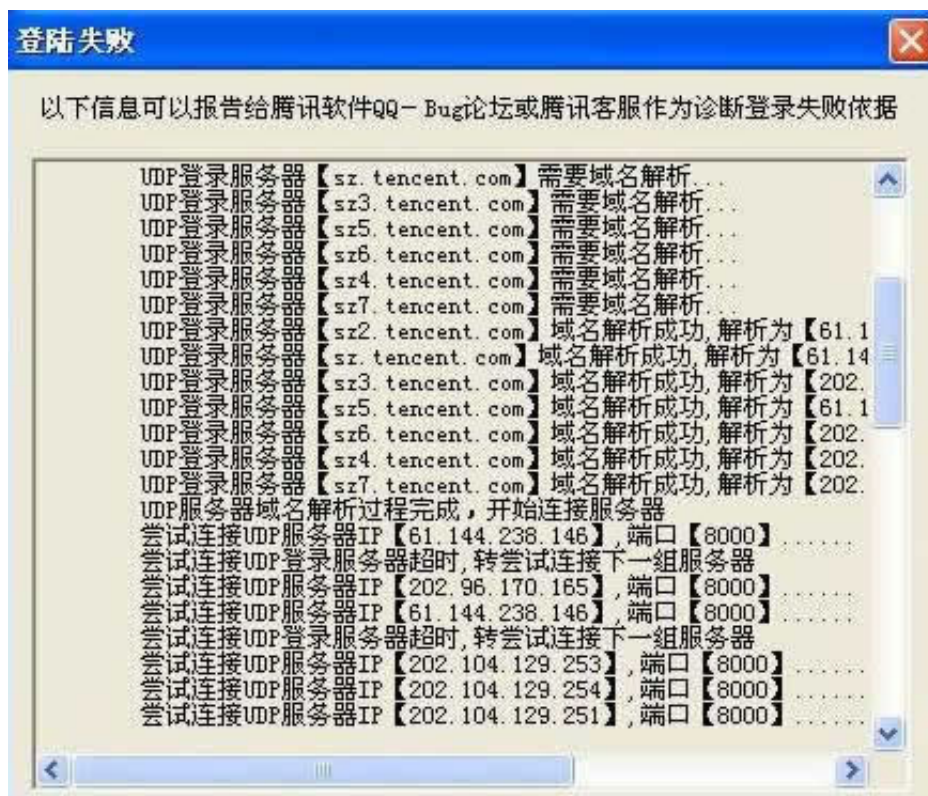 登陆失败
以下信息可以报告给腾讯软件QQ-Bug论坛或腾讯客服作为诊断登录失败依据
UDP登录服务器【sz.tencent.com】需要域名解析...
UDP登录服务器【sz3.tencent.com】需要域名解析...
UDP登录服务器【sz5.tencent.com】需要域名解析...
UDP登录服务器【sz6.tencent.com】需要域名解析...
UDP登录服务器【sz4.tencent.com】需要域名解析...
UDP登录服务器【sz7.tencent.com】需要域名解析...
UDP登录服务器【sz2.tencent.com】域名解析成功,解析为【61.1
UDP登录服务器【sz.tencent.com】域名解析成功,解析为【61.14
UDP登录服务器【sz3.tencent.com】域名解析成功,解析为【202.
UDP登录服务器【sz5.tencent.com】域名解析成功,解析为【61.1
UDP登录服务器【sz6.tencent.com】域名解析成功,解析为【202.
UDP登录服务器【sz4.tencent.com】域名解析成功,解析为【202.
UDP登录服务器【sz7.tencent.com】域名解析成功,解析为【202.
UDP服务器域名解析过程完成，开始连接服务器
尝试连接UDP服务器IP【61.144.238.146】,端口【8000】......
尝试连接UDP登录服务器超时,转尝试连接下一组服务器
尝试连接UDP服务器IP【202.96.170.165】,端口【8000】......
尝试连接UDP服务器IP【61.144.238.146】,端口【8000】......
尝试连接UDP登录服务器超时,转尝试连接下一组服务器
尝试连接UDP服务器IP【202.104.129.253】,端口【8000】......
尝试连接UDP服务器IP【202.104.129.254】,端口【8000】......
尝试连接UDP服务器IP【202.104.129.251】,端口【8000】......